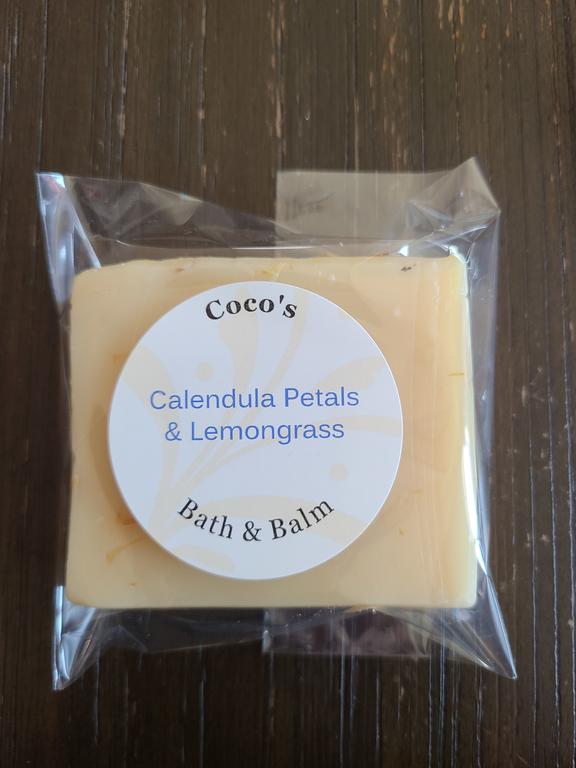 Coco's
Calendula Petals
& Lemongrass
Bath & Balm